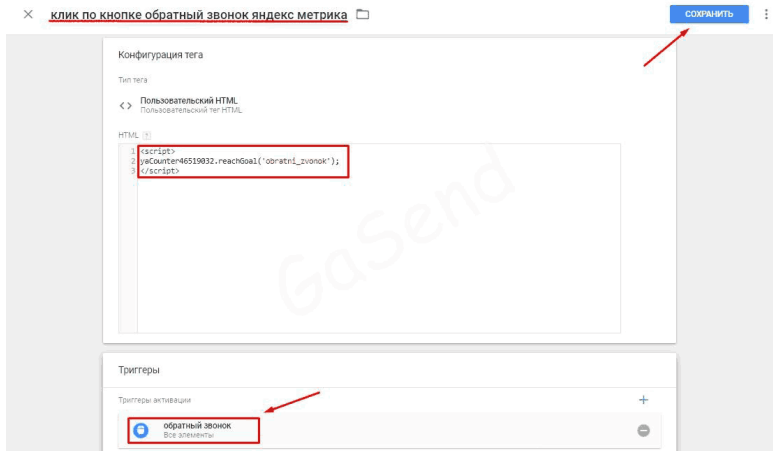 клик по кнопке обратный звонок яндекс метрика
СОХРАНИТЬ
Конфигурация тега
Тип тега
Пользовательский HTML
Пользовательский тег HTML
HTML ?
1 <script>
2 yaCounter46519032.reachGoal('obratni_zvonok');
3 </script>
GaSend
Триггеры
Триггеры активации
обратный звонок
Все элементы